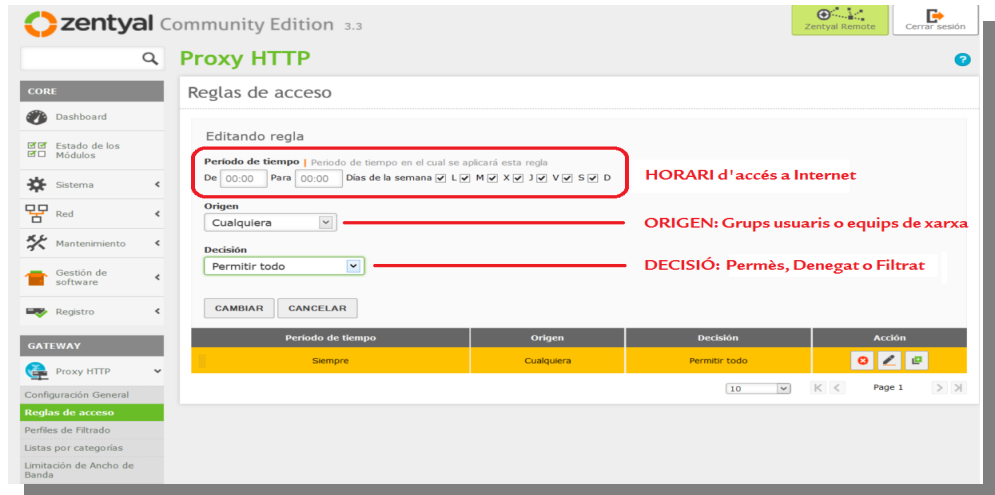 zentyal Community Edition 3.3
Zentyal Remote
Cerrar sesión
Proxy HTTP
?
CORE
Dashboard
Estado de los
Módulos
Sistema
Red
Mantenimiento
Gestión de
software
Registro
GATEWAY
Proxy HTTP
Configuración General
Reglas de acceso
Perfiles de Filtrado
Listas por categorías
Limitación de Ancho de
Banda
Reglas de acceso
Editando regla
Período de tiempo | Periodo de tiempo en el cual se aplicará esta regla
De 00:00 Para 00:00 Días de la semana L M X J V S D
HORARI d'accés a Internet
Origen
Cualquiera
ORIGEN: Grups usuaris o equips de xarxa
Decisión
Permitir todo
DECISIÓ: Permès, Denegat o Filtrat
CAMBIAR CANCELAR
Período de tiempo Origen Decisión Acción
Siempre Cualquiera Permitir todo
10 Page 1